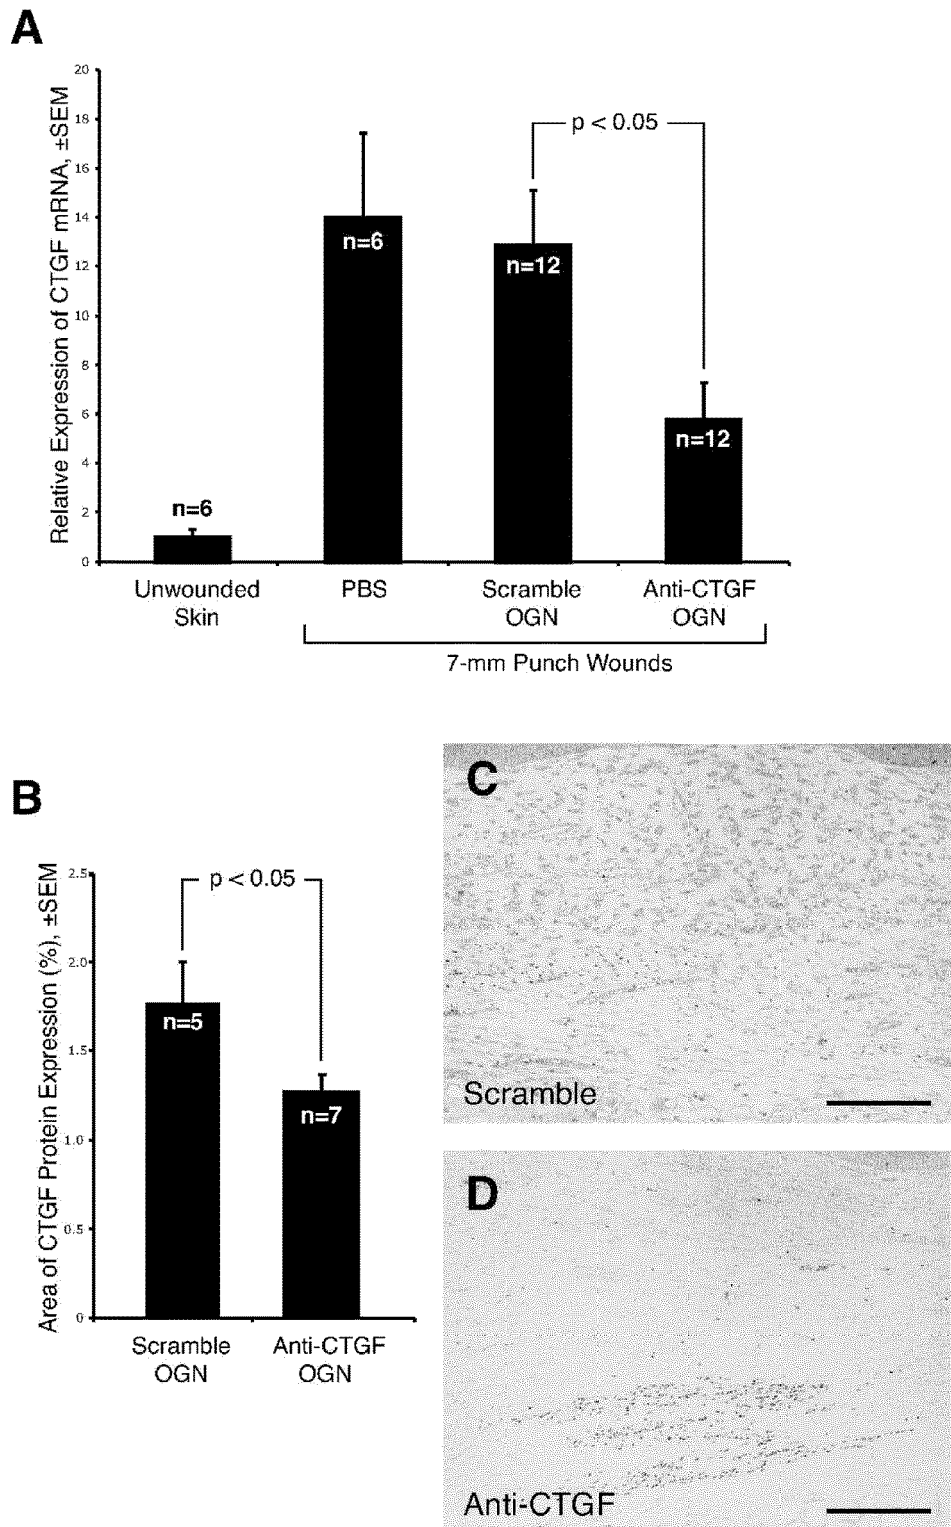 A
Relative Expression of CTGF mRNA, ±SEM
20
18
16
14
12
10
8
6
4
2
0
p < 0.05
n=6
n=6
n=12
n=12
Unwounded
Skin
PBS
Scramble
OGN
Anti-CTGF
OGN
7-mm Punch Wounds
B
Area of CTGF Protein Expression (%), ±SEM
2.5
2.0
1.5
1.0
0.5
0
p < 0.05
n=5
n=7
Scramble
OGN
Anti-CTGF
OGN
C
Scramble
D
Anti-CTGF